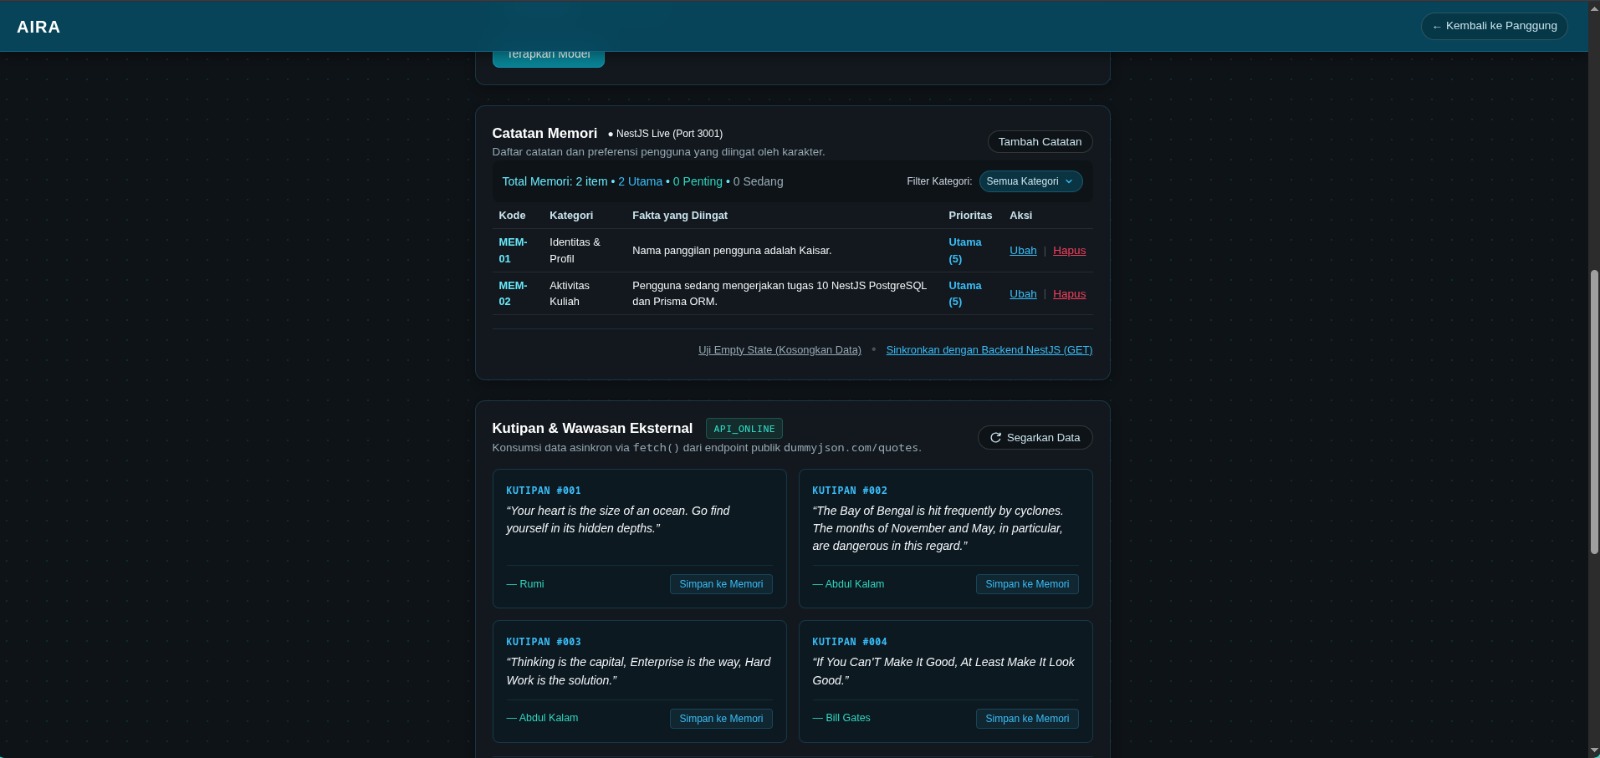 AIRA
← Kembali ke Panggung
Terapkan Model
Catatan Memori ● NestJS Live (Port 3001)
Daftar catatan dan preferensi pengguna yang diingat oleh karakter.
Tambah Catatan
Total Memori: 2 item • 2 Utama • 0 Penting • 0 Sedang
Filter Kategori: Semua Kategori
Kode Kategori Fakta yang Diingat Prioritas Aksi
MEM-
01
Identitas &
Profil
Nama panggilan pengguna adalah Kaisar.
Utama
(5)
Ubah | Hapus
MEM-
02
Aktivitas
Kuliah
Pengguna sedang mengerjakan tugas 10 NestJS PostgreSQL
dan Prisma ORM.
Utama
(5)
Ubah | Hapus
Uji Empty State (Kosongkan Data) • Sinkronkan dengan Backend NestJS (GET)
Kutipan & Wawasan Eksternal API_ONLINE
Konsumsi data asinkron via fetch() dari endpoint publik dummyjson.com/quotes.
Segarkan Data
KUTIPAN #001
“Your heart is the size of an ocean. Go find
yourself in its hidden depths.”
— Rumi
Simpan ke Memori
KUTIPAN #002
“The Bay of Bengal is hit frequently by cyclones.
The months of November and May, in particular,
are dangerous in this regard.”
— Abdul Kalam
Simpan ke Memori
KUTIPAN #003
“Thinking is the capital, Enterprise is the way, Hard
Work is the solution.”
— Abdul Kalam
Simpan ke Memori
KUTIPAN #004
“If You Can'T Make It Good, At Least Make It Look
Good.”
— Bill Gates
Simpan ke Memori